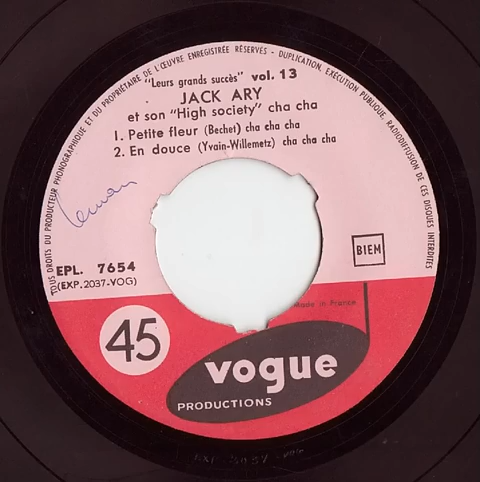 TOUS DROITS DU PRODUCTEUR PHONOGRAPHIQUE ET DU PROPRIÉTAIRE DE L'ŒUVRE ENREGISTRÉE RÉSERVÉS - DUPLICATION, EXÉCUTION PUBLIQUE, RADIODIFFUSION DE CES DISQUES INTERDITES
"Leurs grands succès" vol. 13
JACK ARY
et son "High society" cha cha
1. Petite fleur (Bechet) cha cha cha
2. En douce (Yvain-Willemetz) cha cha cha
EPL. 7654
(EXP. 2037-VOG)
BIEM
Made in France
45
vogue
PRODUCTIONS